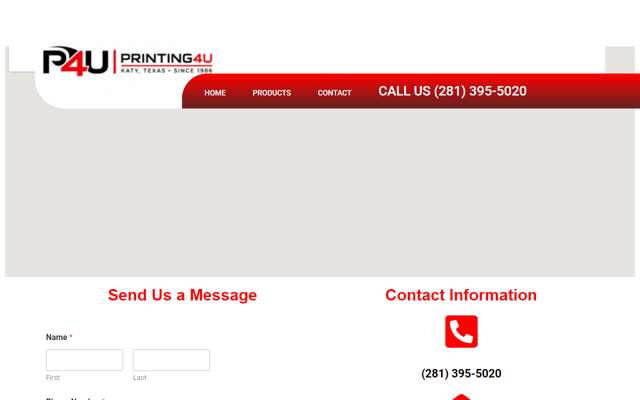 P4U PRINTING4U
KATY, TEXAS • SINCE 1986
HOME PRODUCTS CONTACT CALL US (281) 395-5020
Send Us a Message
Contact Information
Name *
First Last
(281) 395-5020